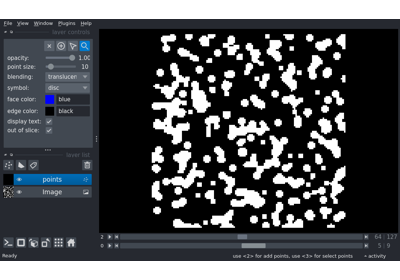 File View Window Plugins Help
layer controls
opacity: 1.00
point size: 10
blending: translucen
symbol: disc
face color: blue
edge color: black
display text:
out of slice:
layer list
points
Image
2 64 127
0 5 9
Ready use <2> for add points, use <3> for select points activity